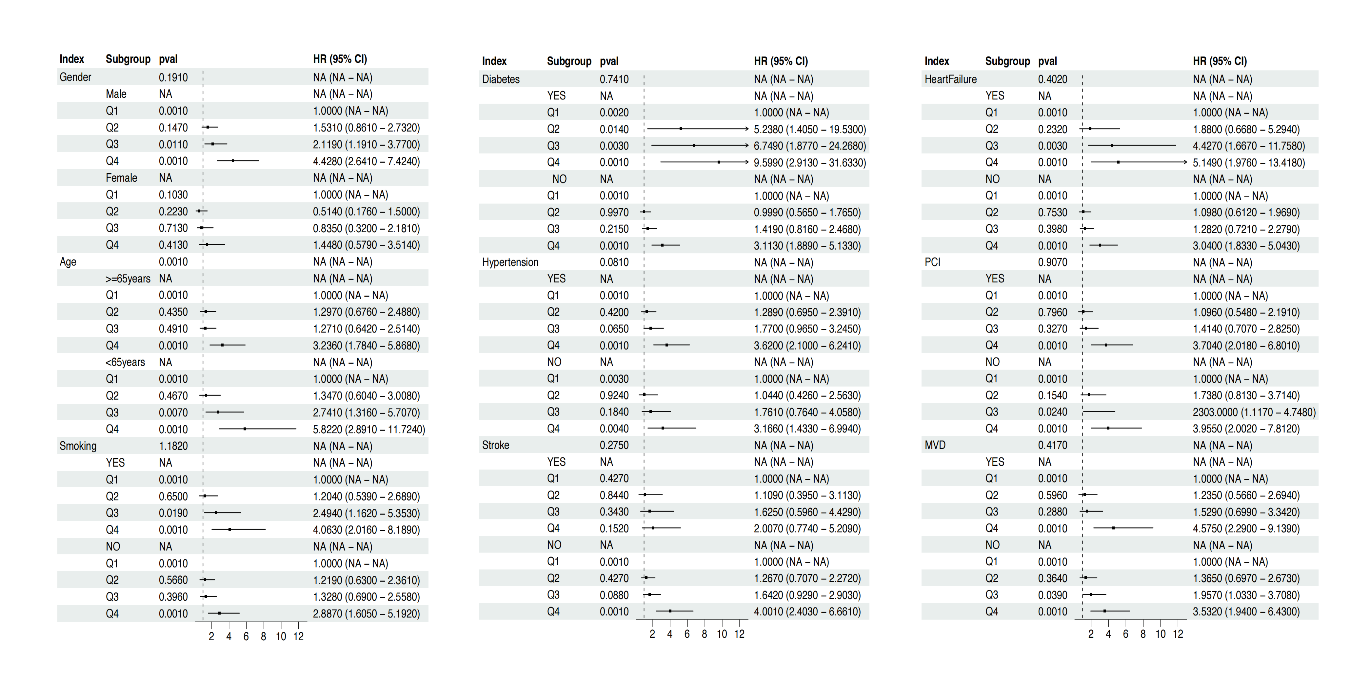 Index Subgroup pval HR (95% CI)
Gender 0.1910 NA (NA – NA)
Male NA NA (NA – NA)
Q1 0.0010 1.0000 (NA – NA)
Q2 0.1470 1.5310 (0.8610 – 2.7320)
Q3 0.0110 2.1190 (1.1910 – 3.7700)
Q4 0.0010 4.4280 (2.6410 – 7.4240)
Female NA NA (NA – NA)
Q1 0.1030 1.0000 (NA – NA)
Q2 0.2230 0.5140 (0.1760 – 1.5000)
Q3 0.7130 0.8350 (0.3200 – 2.1810)
Q4 0.4130 1.4480 (0.5790 – 3.5140)
Age 0.0010 NA (NA – NA)
>=65years NA NA (NA – NA)
Q1 0.0010 1.0000 (NA – NA)
Q2 0.4350 1.2970 (0.6760 – 2.4880)
Q3 0.4910 1.2710 (0.6420 – 2.5140)
Q4 0.0010 3.2360 (1.7840 – 5.8680)
<65years NA NA (NA – NA)
Q1 0.0010 1.0000 (NA – NA)
Q2 0.4670 1.3470 (0.6040 – 3.0080)
Q3 0.0070 2.7410 (1.3160 – 5.7070)
Q4 0.0010 5.8220 (2.8910 – 11.7240)
Smoking 1.1820 NA (NA – NA)
YES NA NA (NA – NA)
Q1 0.0010 1.0000 (NA – NA)
Q2 0.6500 1.2040 (0.5390 – 2.6890)
Q3 0.0190 2.4940 (1.1620 – 5.3530)
Q4 0.0010 4.0630 (2.0160 – 8.1890)
NO NA NA (NA – NA)
Q1 0.0010 1.0000 (NA – NA)
Q2 0.5660 1.2190 (0.6300 – 2.3610)
Q3 0.3960 1.3280 (0.6900 – 2.5580)
Q4 0.0010 2.8870 (1.6050 – 5.1920)
2 4 6 8 10 12
Index Subgroup pval HR (95% CI)
Diabetes 0.7410 NA (NA – NA)
YES NA NA (NA – NA)
Q1 0.0020 1.0000 (NA – NA)
Q2 0.0140 5.2380 (1.4050 – 19.5300)
Q3 0.0030 6.7490 (1.8770 – 24.2680)
Q4 0.0010 9.5990 (2.9130 – 31.6330)
NO NA NA (NA – NA)
Q1 0.0010 1.0000 (NA – NA)
Q2 0.9970 0.9990 (0.5650 – 1.7650)
Q3 0.2150 1.4190 (0.8160 – 2.4680)
Q4 0.0010 3.1130 (1.8890 – 5.1330)
Hypertension 0.0810 NA (NA – NA)
YES NA NA (NA – NA)
Q1 0.0010 1.0000 (NA – NA)
Q2 0.4200 1.2890 (0.6950 – 2.3910)
Q3 0.0650 1.7700 (0.9650 – 3.2450)
Q4 0.0010 3.6200 (2.1000 – 6.2410)
NO NA NA (NA – NA)
Q1 0.0030 1.0000 (NA – NA)
Q2 0.9240 1.0440 (0.4260 – 2.5630)
Q3 0.1840 1.7610 (0.7640 – 4.0580)
Q4 0.0040 3.1660 (1.4330 – 6.9940)
Stroke 0.2750 NA (NA – NA)
YES NA NA (NA – NA)
Q1 0.4270 1.0000 (NA – NA)
Q2 0.8440 1.1090 (0.3950 – 3.1130)
Q3 0.3430 1.6250 (0.5960 – 4.4290)
Q4 0.1520 2.0070 (0.7740 – 5.2090)
NO NA NA (NA – NA)
Q1 0.0010 1.0000 (NA – NA)
Q2 0.4270 1.2670 (0.7070 – 2.2720)
Q3 0.0880 1.6420 (0.9290 – 2.9030)
Q4 0.0010 4.0010 (2.4030 – 6.6610)
2 4 6 8 10 12
Index Subgroup pval HR (95% CI)
HeartFailure 0.4020 NA (NA – NA)
YES NA NA (NA – NA)
Q1 0.0010 1.0000 (NA – NA)
Q2 0.2320 1.8800 (0.6680 – 5.2940)
Q3 0.0030 4.4270 (1.6670 – 11.7580)
Q4 0.0010 5.1490 (1.9760 – 13.4180)
NO NA NA (NA – NA)
Q1 0.0010 1.0000 (NA – NA)
Q2 0.7530 1.0980 (0.6120 – 1.9690)
Q3 0.3980 1.2820 (0.7210 – 2.2790)
Q4 0.0010 3.0400 (1.8330 – 5.0430)
PCI 0.9070 NA (NA – NA)
YES NA NA (NA – NA)
Q1 0.0010 1.0000 (NA – NA)
Q2 0.7960 1.0960 (0.5480 – 2.1910)
Q3 0.3270 1.4140 (0.7070 – 2.8250)
Q4 0.0010 3.7040 (2.0180 – 6.8010)
NO NA NA (NA – NA)
Q1 0.0010 1.0000 (NA – NA)
Q2 0.1540 1.7380 (0.8130 – 3.7140)
Q3 0.0240 2303.0000 (1.1170 – 4.7480)
Q4 0.0010 3.9550 (2.0020 – 7.8120)
MVD 0.4170 NA (NA – NA)
YES NA NA (NA – NA)
Q1 0.0010 1.0000 (NA – NA)
Q2 0.5960 1.2350 (0.5660 – 2.6940)
Q3 0.2880 1.5290 (0.6990 – 3.3420)
Q4 0.0010 4.5750 (2.2900 – 9.1390)
NO NA NA (NA – NA)
Q1 0.0010 1.0000 (NA – NA)
Q2 0.3640 1.3650 (0.6970 – 2.6730)
Q3 0.0390 1.9570 (1.0330 – 3.7080)
Q4 0.0010 3.5320 (1.9400 – 6.4300)
2 4 6 8 10 12